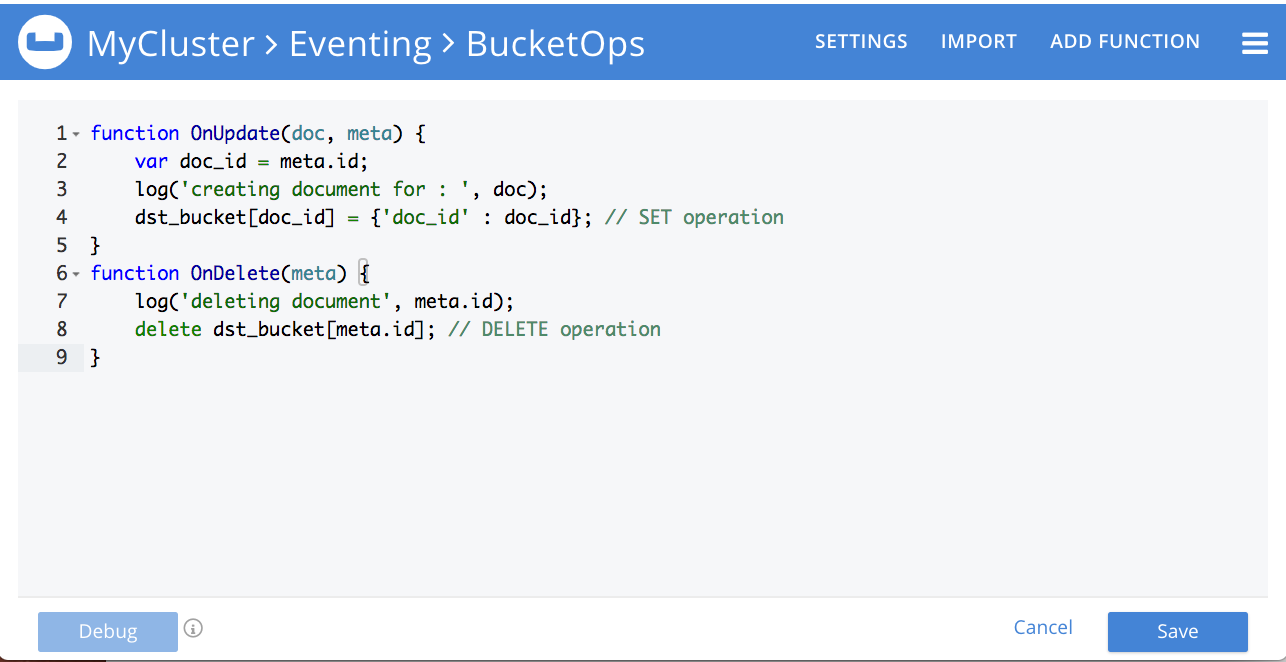 MyCluster > Eventing > BucketOps
SETTINGS IMPORT ADD FUNCTION
1 function OnUpdate(doc, meta) {
2     var doc_id = meta.id;
3     log('creating document for : ', doc);
4     dst_bucket[doc_id] = {'doc_id' : doc_id}; // SET operation
5 }
6 function OnDelete(meta) {
7     log('deleting document', meta.id);
8     delete dst_bucket[meta.id]; // DELETE operation
9 }
Debug Cancel Save